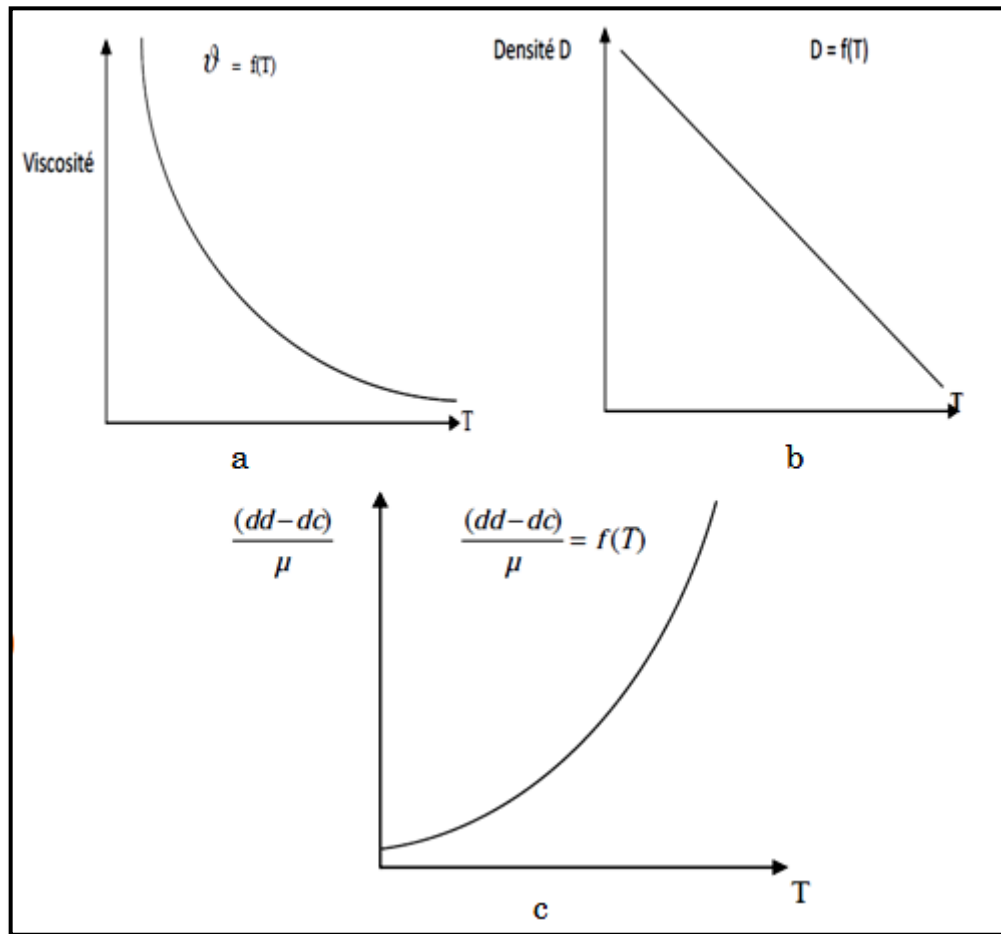 ϑ = f(T)
Viscosité
T
a
Densité D
D = f(T)
T
b
(dd – dc)
μ
(dd – dc)
μ
= f(T)
T
c